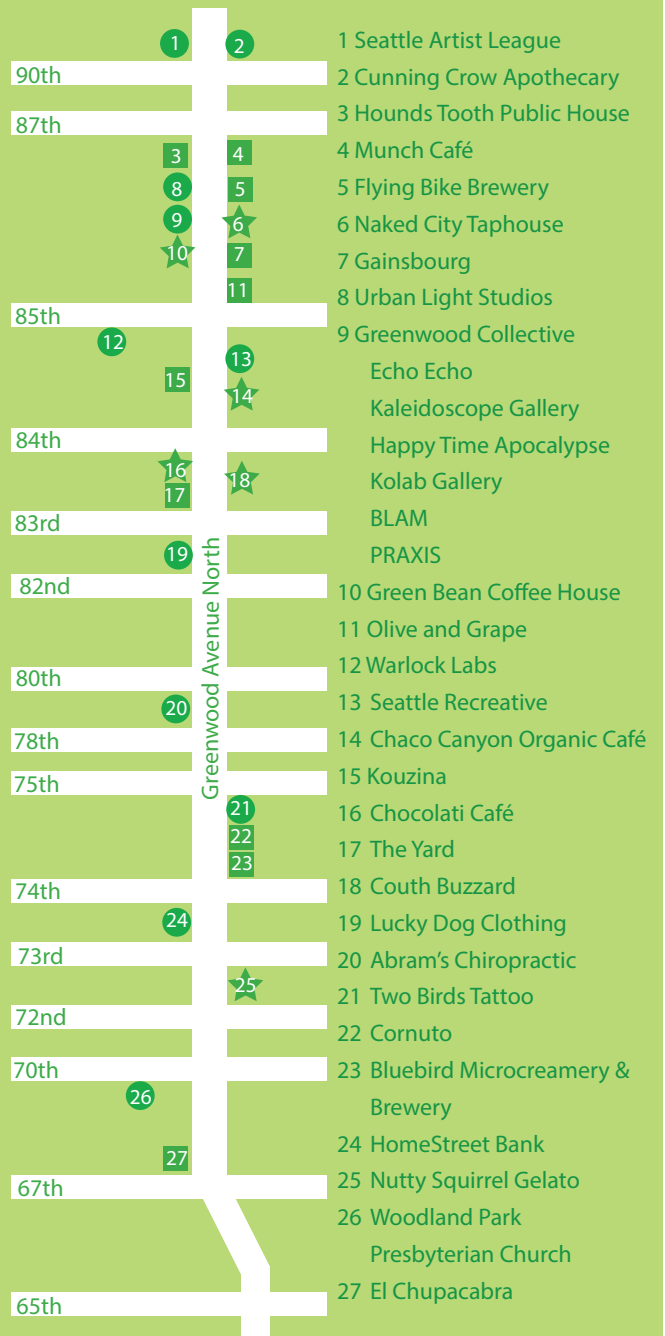 1
2
90th
87th
3
4
8
5
9
6
10
7
11
85th
12
13
15
14
84th
16
18
17
83rd
19
82nd
Greenwood Avenue North
80th
20
78th
75th
21
22
23
74th
24
73rd
25
72nd
70th
26
27
67th
65th
1 Seattle Artist League
2 Cunning Crow Apothecary
3 Hounds Tooth Public House
4 Munch Café
5 Flying Bike Brewery
6 Naked City Taphouse
7 Gainsbourg
8 Urban Light Studios
9 Greenwood Collective
Echo Echo
Kaleidoscope Gallery
Happy Time Apocalypse
Kolab Gallery
BLAM
PRAXIS
10 Green Bean Coffee House
11 Olive and Grape
12 Warlock Labs
13 Seattle Recreative
14 Chaco Canyon Organic Café
15 Kouzina
16 Chocolati Café
17 The Yard
18 Couth Buzzard
19 Lucky Dog Clothing
20 Abram's Chiropractic
21 Two Birds Tattoo
22 Cornuto
23 Bluebird Microcreamery &
Brewery
24 HomeStreet Bank
25 Nutty Squirrel Gelato
26 Woodland Park
Presbyterian Church
27 El Chupacabra